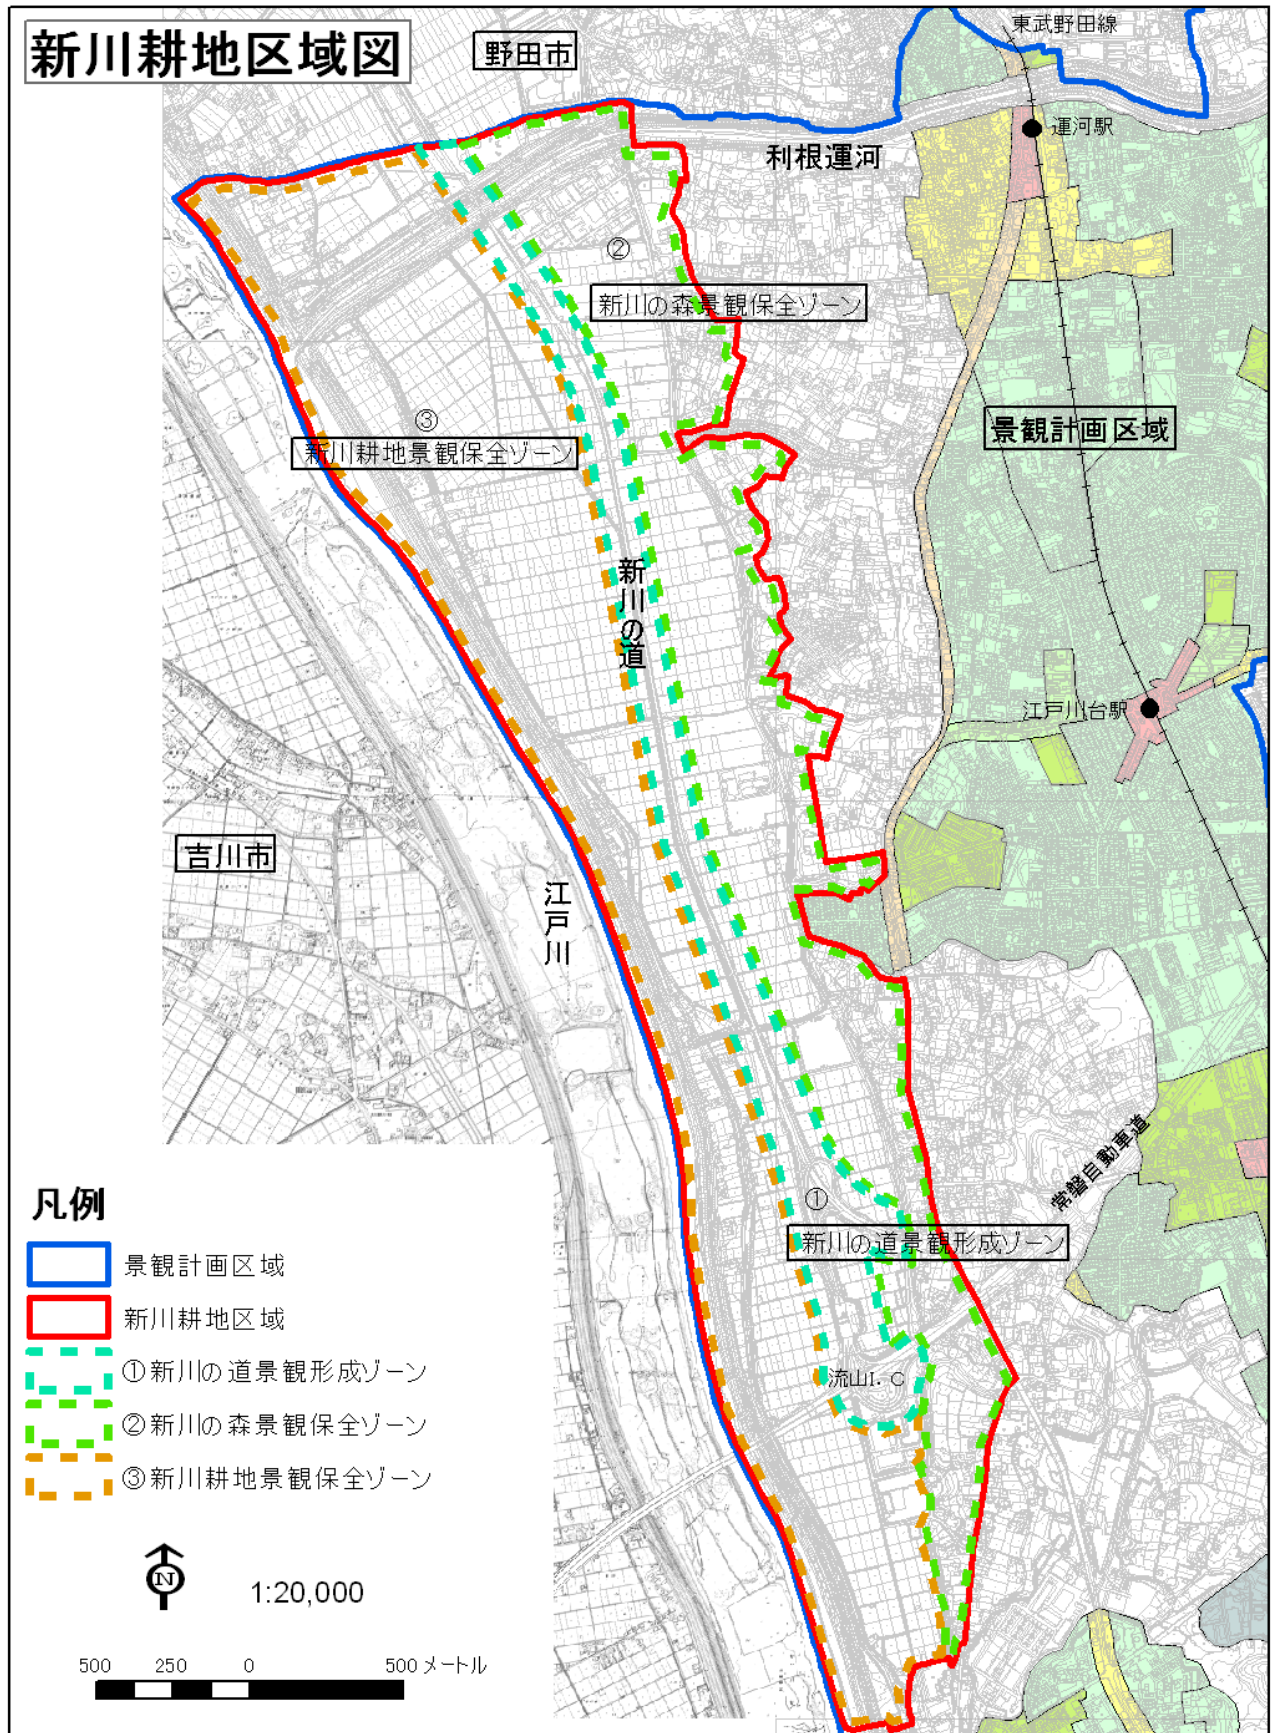 新川耕地区域図
野田市
東武野田線
運河駅
利根運河
②
新川の森景観保全ゾーン
③
新川耕地景観保全ゾーン
景観計画区域
新川の道
江戸川台駅
吉川市
江戸川
常磐自動車道
①
新川の道景観形成ゾーン
流山I.C
凡例
景観計画区域
新川耕地区域
①新川の道景観形成ゾーン
②新川の森景観保全ゾーン
③新川耕地景観保全ゾーン
N
1:20,000
500 250 0 500 メートル